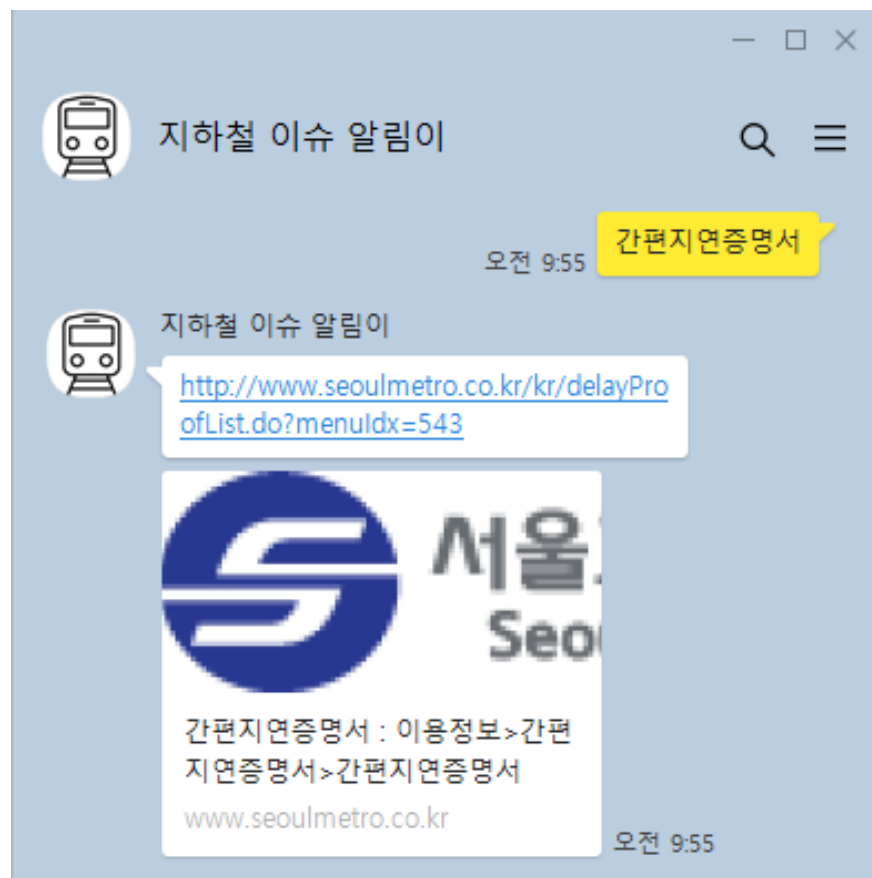 지하철 이슈 알림이
간편지연증명서
오전 9:55
지하철 이슈 알림이
http://www.seoulmetro.co.kr/kr/delayPro
ofList.do?menuIdx=543
서울
Seo
간편지연증명서 : 이용정보>간편
지연증명서>간편지연증명서
www.seoulmetro.co.kr
오전 9:55